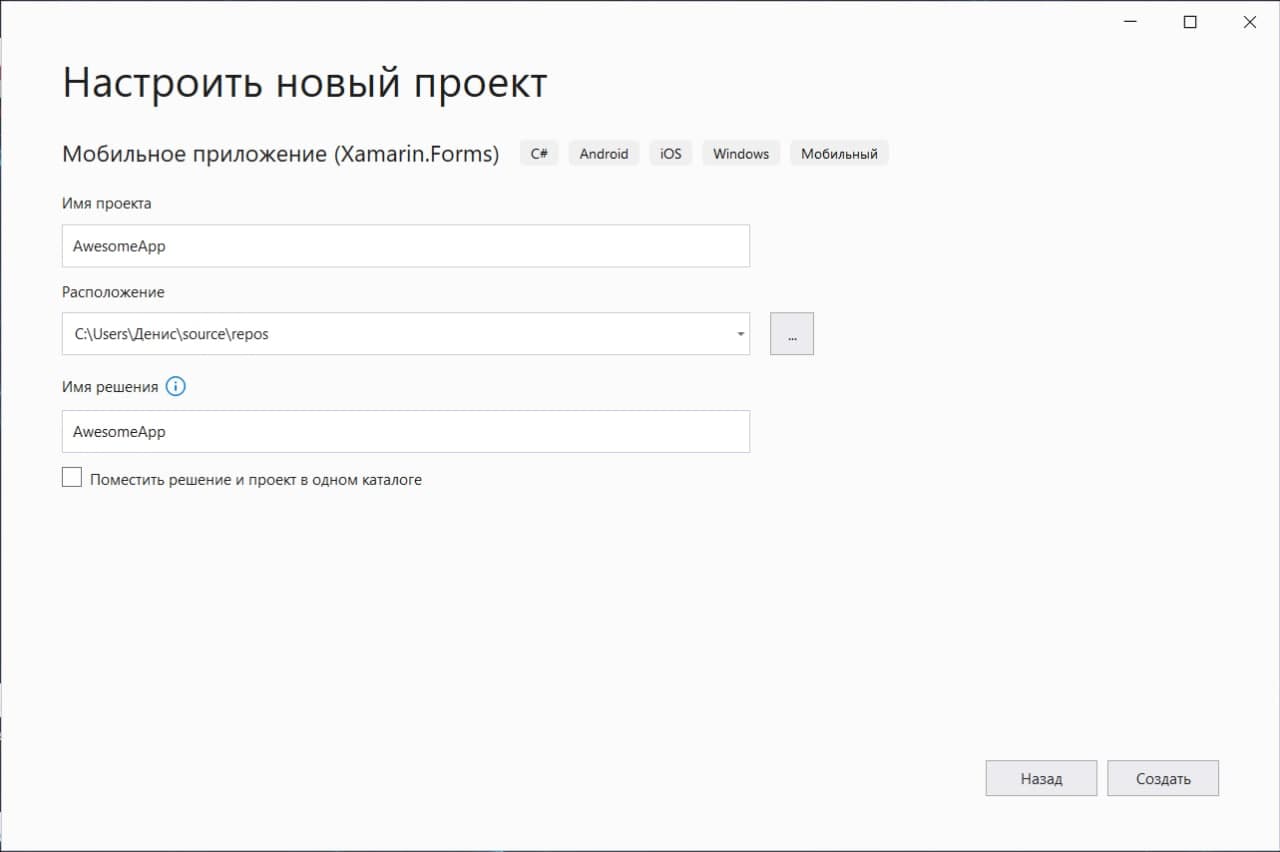 Настроить новый проект
Мобильное приложение (Xamarin.Forms) C# Android iOS Windows Мобильный
Имя проекта
AwesomeApp
Расположение
C:\Users\Денис\source\repos
...
Имя решения
AwesomeApp
Поместить решение и проект в одном каталоге
Назад Создать